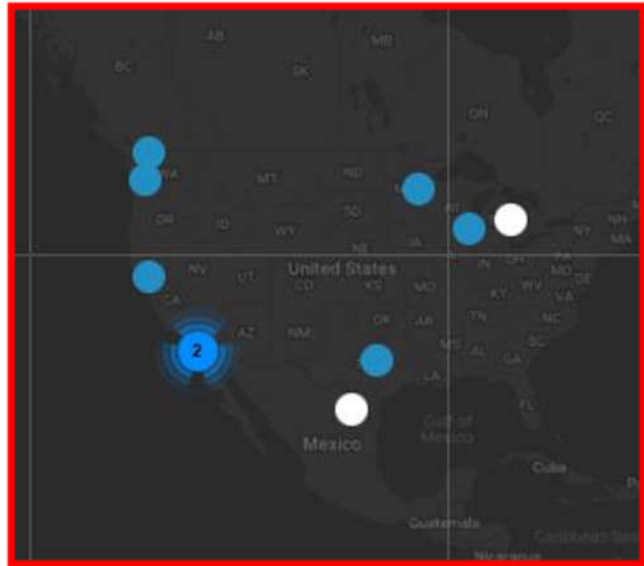 AB
MB
BC
SK
ON
QC
WA
MT
ND
NH
OR
ID
SD
WY
NY
MA
IA
NE
PA
NV
UT
United States
IN
OH
MD
DE
CO
KS
MO
WV
CA
KY
VA
OK
TN
NC
2
AZ
NM
AR
SC
MS
AL
GA
LA
FL
Gulf of
Mexico
Mexico
Cuba
Guatemala
Caribbean Sea
Nicaragua